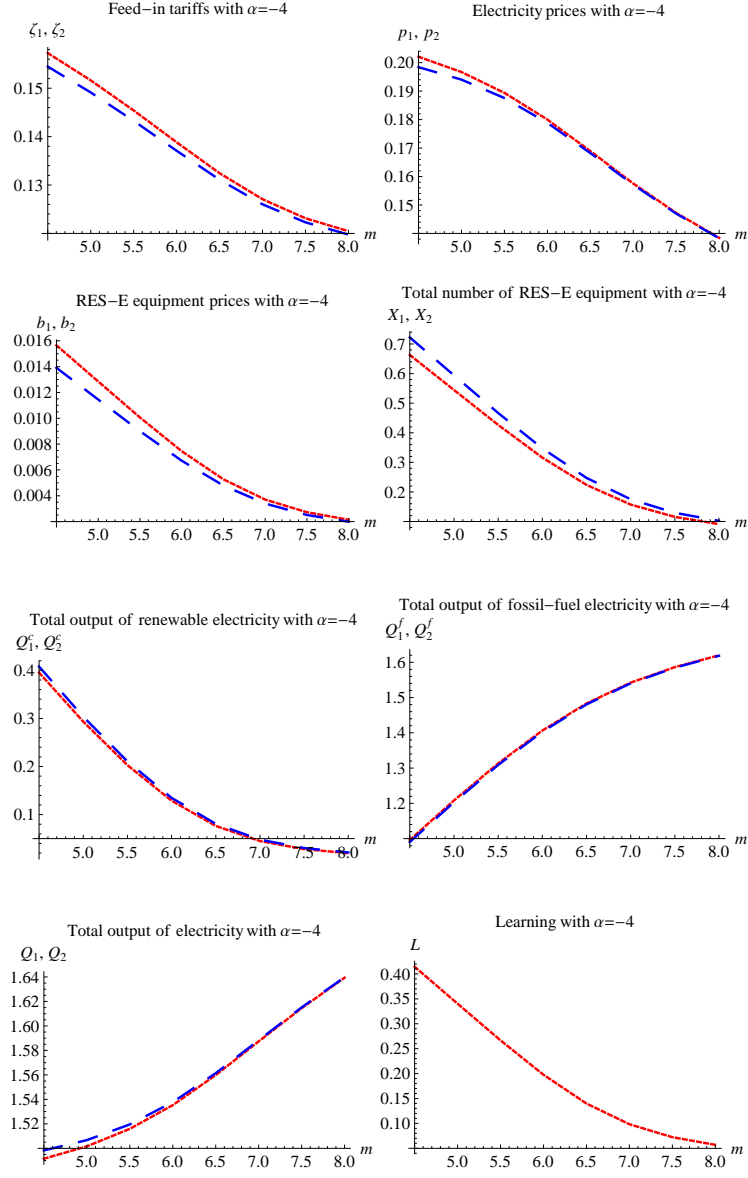 Feed−in tariffs with α=−4
ζ1, ζ2
0.15
0.14
0.13
5.0 5.5 6.0 6.5 7.0 7.5 8.0 m
Electricity prices with α=−4
p1, p2
0.20
0.19
0.18
0.17
0.16
0.15
5.0 5.5 6.0 6.5 7.0 7.5 8.0 m
RES−E equipment prices with α=−4
b1, b2
0.016
0.014
0.012
0.010
0.008
0.006
0.004
5.0 5.5 6.0 6.5 7.0 7.5 8.0 m
Total number of RES−E equipment with α=−4
X1, X2
0.7
0.6
0.5
0.4
0.3
0.2
5.0 5.5 6.0 6.5 7.0 7.5 8.0 m
Total output of renewable electricity with α=−4
Q1^c, Q2^c
0.4
0.3
0.2
0.1
5.0 5.5 6.0 6.5 7.0 7.5 8.0 m
Total output of fossil−fuel electricity with α=−4
Q1^f, Q2^f
1.6
1.5
1.4
1.3
1.2
5.0 5.5 6.0 6.5 7.0 7.5 8.0 m
Total output of electricity with α=−4
Q1, Q2
1.64
1.62
1.60
1.58
1.56
1.54
1.52
5.0 5.5 6.0 6.5 7.0 7.5 8.0 m
Learning with α=−4
L
0.40
0.35
0.30
0.25
0.20
0.15
0.10
5.0 5.5 6.0 6.5 7.0 7.5 8.0 m